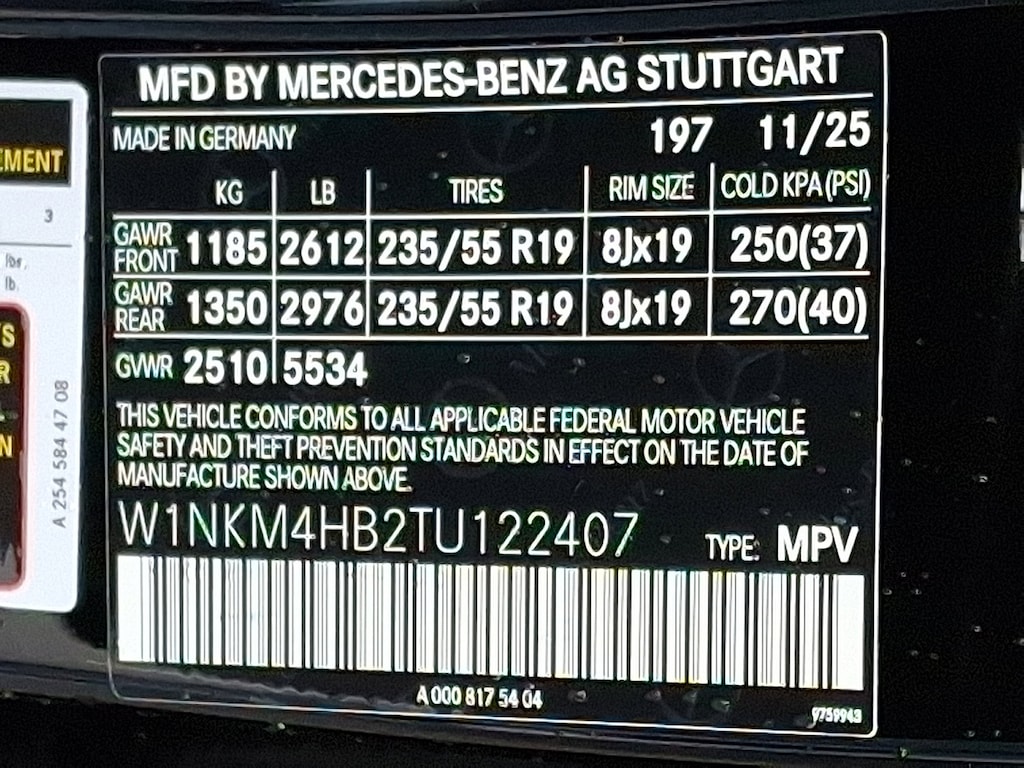 MFD BY MERCEDES-BENZ AG STUTTGART
MADE IN GERMANY 197 11/25
KG LB TIRES RIM SIZE COLD KPA (PSI)
GAWR FRONT 1185 2612 235/55 R19 8Jx19 250(37)
GAWR REAR 1350 2976 235/55 R19 8Jx19 270(40)
GVWR 2510 5534
THIS VEHICLE CONFORMS TO ALL APPLICABLE FEDERAL MOTOR VEHICLE
SAFETY AND THEFT PREVENTION STANDARDS IN EFFECT ON THE DATE OF
MANUFACTURE SHOWN ABOVE.
W1NKM4HB2TU122407 TYPE: MPV
A 000 817 54 04
EMENT
3
lbs.
lb.
S
R
N
A 254 584 47 08